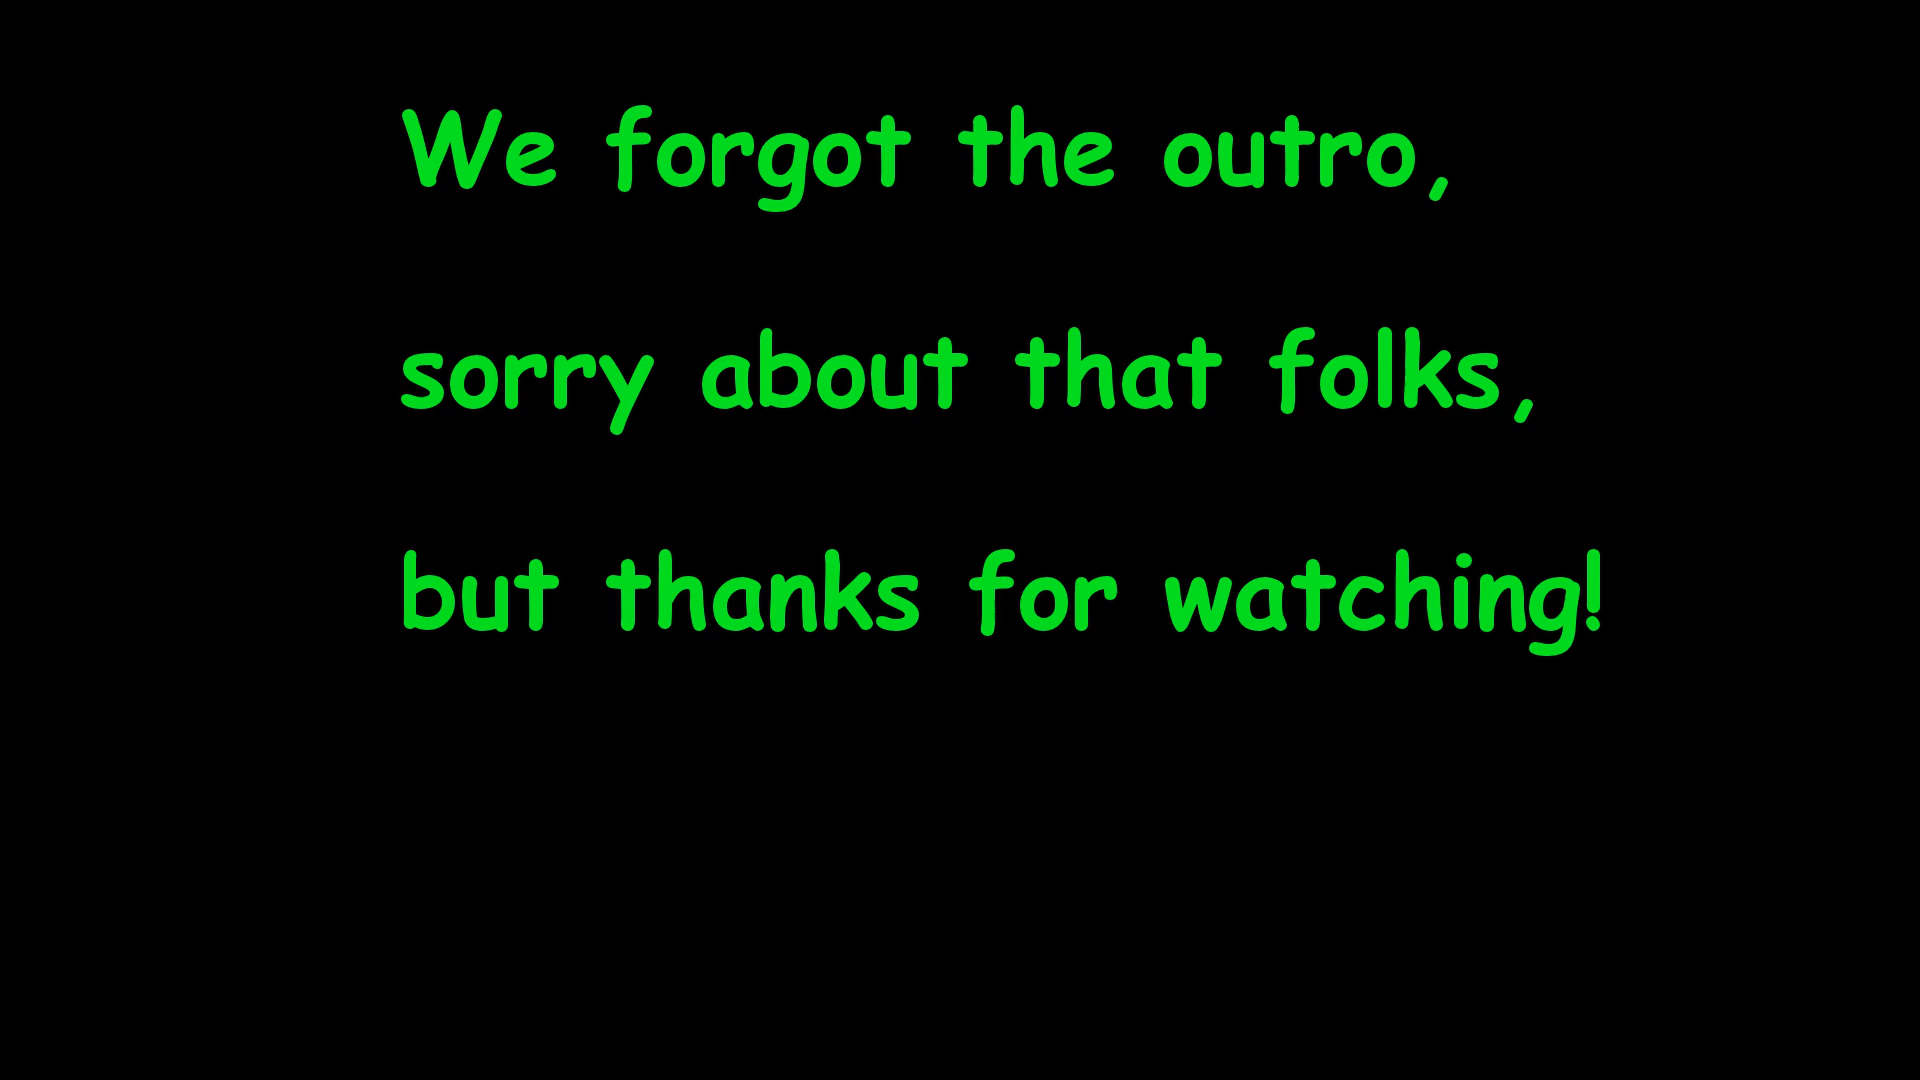 We forgot the outro,
sorry about that folks,
but thanks for watching!